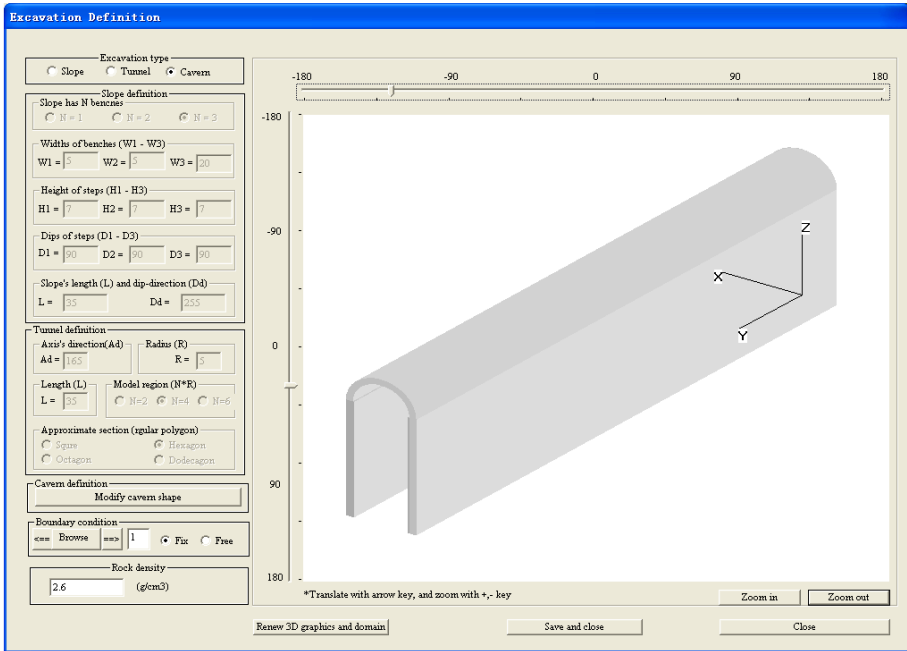 Excavation Definition
Excavation type
Slope Tunnel Cavern
Slope definition
Slope has N benches
N = 1 N = 2 N = 3
Widths of benches (W1 - W3)
W1 = 5 W2 = 5 W3 = 20
Height of steps (H1 - H3)
H1 = 7 H2 = 7 H3 = 7
Dips of steps (D1 - D3)
D1 = 90 D2 = 90 D3 = 90
Slope's length (L) and dip-direction (Dd)
L = 35 Dd = 255
Tunnel definition
Axis's direction(Ad) Radius (R)
Ad = 165 R = 5
Length (L) Model region (N*R)
L = 35 N=2 N=4 N=6
Approximate section (rgular polygon)
Squre Hexagon
Octagon Dodecagon
Cavern definition
Modify cavern shape
Boundary condition
<== Browse ==> 1 Fix Free
Rock density
2.6 (g/cm3)
-180 -90 0 90 180
-180
-90
0
90
180
Z
X
Y
*Translate with arrow key, and zoom with +,- key
Zoom in Zoom out
Renew 3D graphics and domain Save and close Close